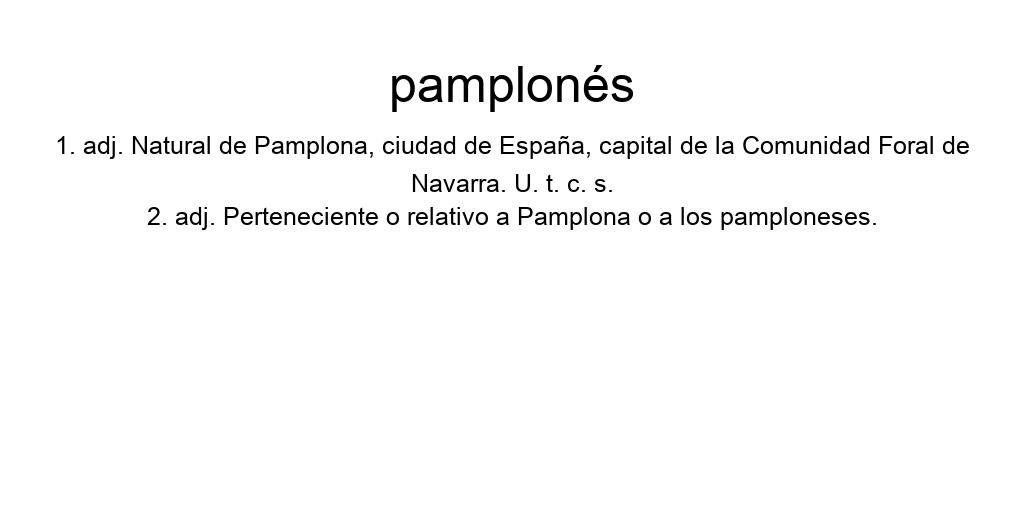 pamplonés
1. adj. Natural de Pamplona, ciudad de España, capital de la Comunidad Foral de
Navarra. U. t. c. s.
2. adj. Perteneciente o relativo a Pamplona o a los pamploneses.